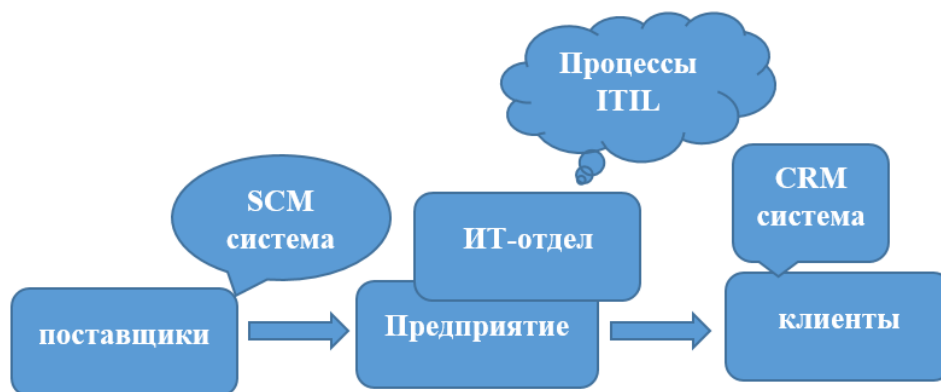 Процессы
ITIL
SCM
система
CRM
система
ИТ-отдел
поставщики
Предприятие
клиенты